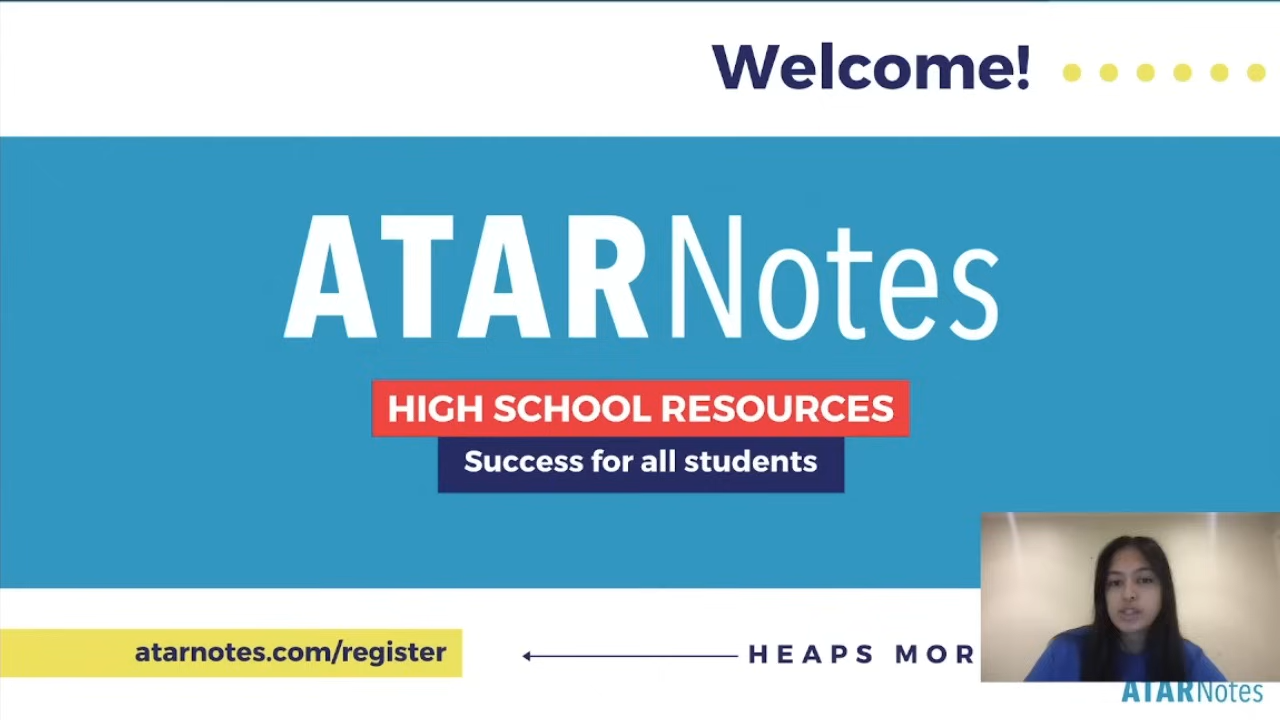 Welcome!
ATARNotes
HIGH SCHOOL RESOURCES
Success for all students
atarnotes.com/register
HEAPS MOR
ATARNotes